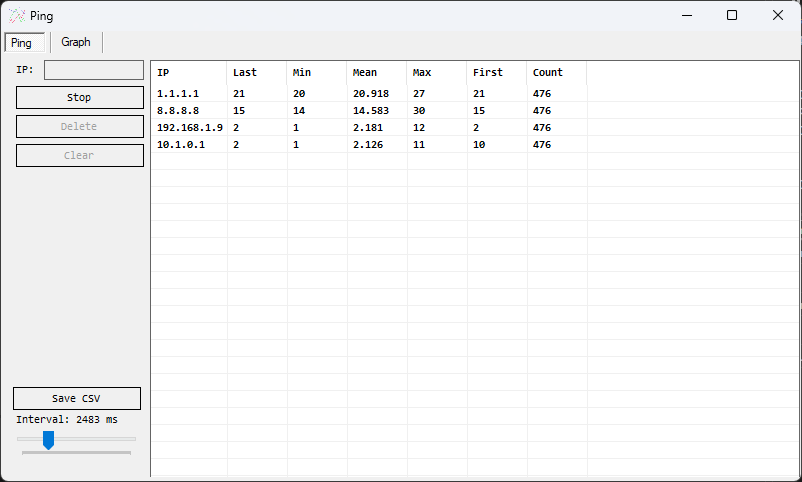 Ping
Ping Graph
IP:
Stop
Delete
Clear
IP Last Min Mean Max First Count
1.1.1.1 21 20 20.918 27 21 476
8.8.8.8 15 14 14.583 30 15 476
192.168.1.9 2 1 2.181 12 2 476
10.1.0.1 2 1 2.126 11 10 476
Save CSV
Interval: 2483 ms